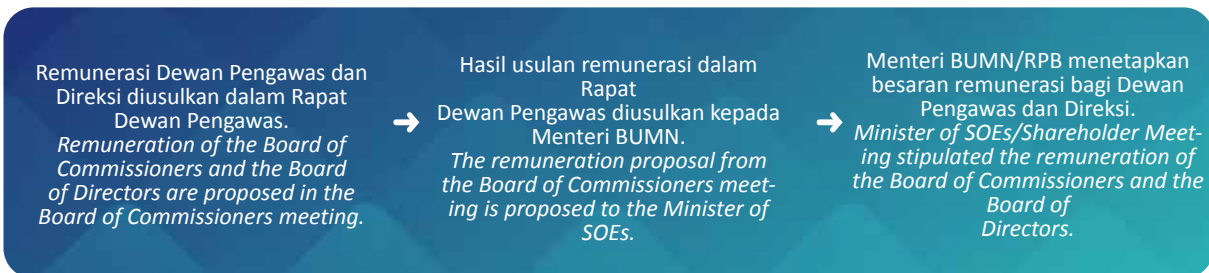 Remunerasi Dewan Pengawas dan
Direksi diusulkan dalam Rapat
Dewan Pengawas.
Remuneration of the Board of
Commissioners and the Board
of Directors are proposed in the
Board of Commissioners meeting.
Hasil usulan remunerasi dalam
Rapat
Dewan Pengawas diusulkan kepada
Menteri BUMN.
The remuneration proposal from
the Board of Commissioners meet-
ing is proposed to the Minister of
SOEs.
Menteri BUMN/RPB menetapkan
besaran remunerasi bagi Dewan
Pengawas dan Direksi.
Minister of SOEs/Shareholder Meet-
ing stipulated the remuneration of
the Board of Commissioners and the
Board of
Directors.